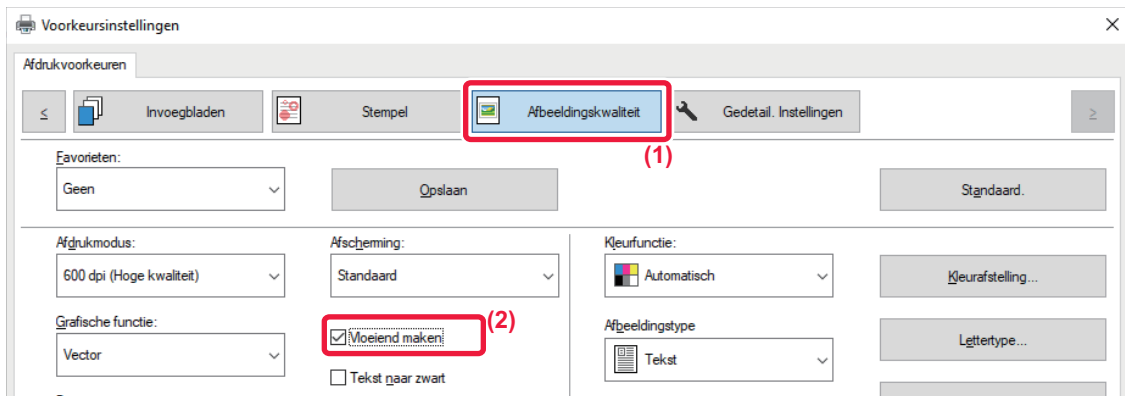 Voorkeursinstellingen
Afdrukvoorkeuren
< Invoegbladen Stempel Afbeeldingskwaliteit Gedetail. Instellingen >
(1)
Favorieten:
Geen Opslaan Standaard.
Afdrukmodus: Afscherming: Kleurfunctie:
600 dpi (Hoge kwaliteit) Standaard Automatisch Kleurafstelling...
(2)
Grafische functie: Vloeiend maken Afbeeldingstype Lettertype...
Vector Tekst
Tekst naar zwart